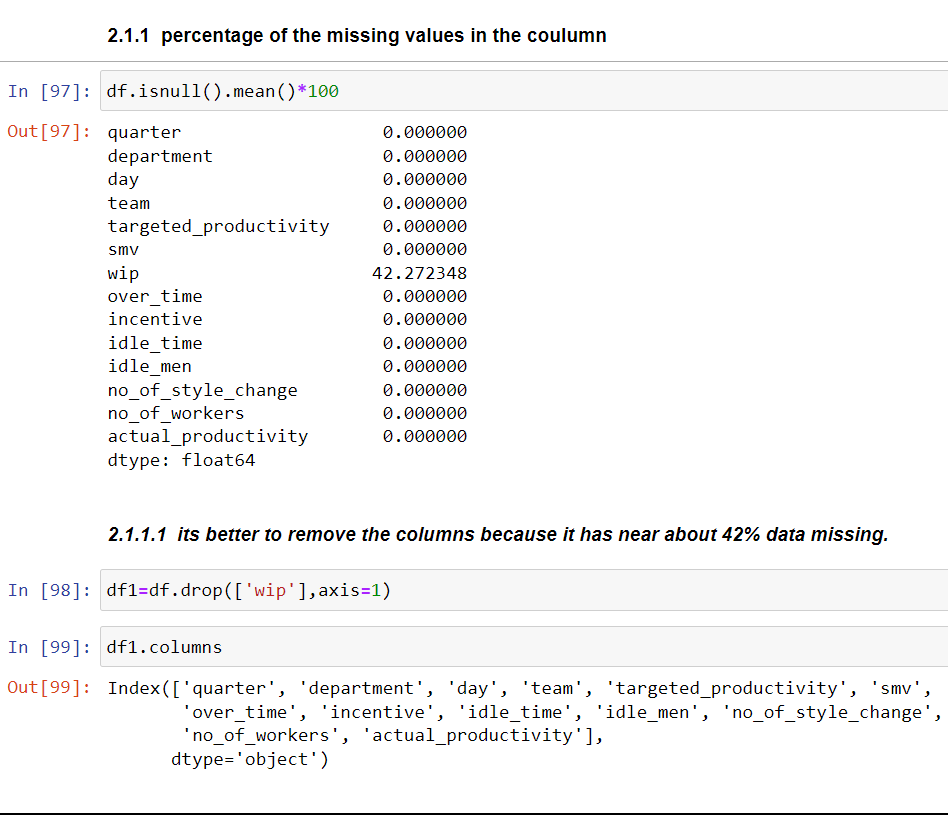 2.1.1 percentage of the missing values in the coulumn
In [97]: df.isnull().mean()*100
Out[97]: quarter 0.000000
department 0.000000
day 0.000000
team 0.000000
targeted_productivity 0.000000
smv 0.000000
wip 42.272348
over_time 0.000000
incentive 0.000000
idle_time 0.000000
idle_men 0.000000
no_of_style_change 0.000000
no_of_workers 0.000000
actual_productivity 0.000000
dtype: float64
2.1.1.1 its better to remove the columns because it has near about 42% data missing.
In [98]: df1=df.drop(['wip'],axis=1)
In [99]: df1.columns
Out[99]: Index(['quarter', 'department', 'day', 'team', 'targeted_productivity', 'smv',
'over_time', 'incentive', 'idle_time', 'idle_men', 'no_of_style_change',
'no_of_workers', 'actual_productivity'],
dtype='object')